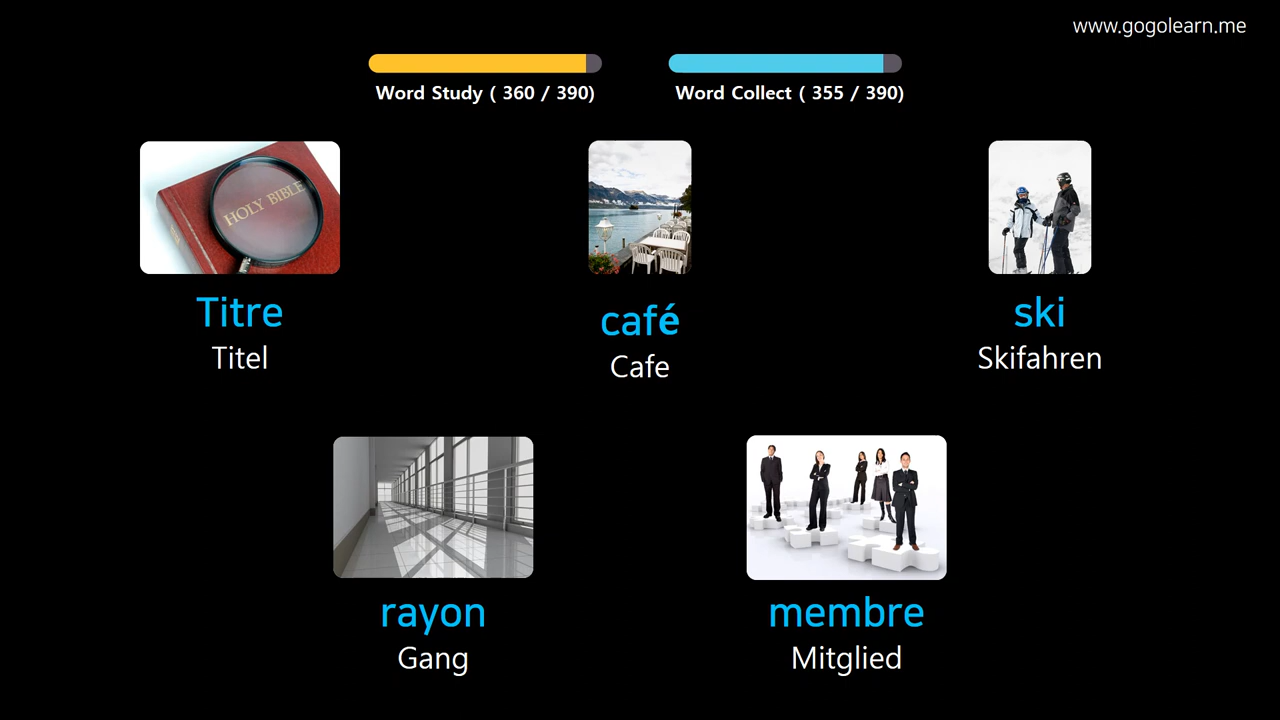 www.gogolearn.me
Word Study ( 360 / 390)
Word Collect ( 355 / 390)
HOLY BIBLE
Titre
Titel
café
Cafe
ski
Skifahren
rayon
Gang
membre
Mitglied